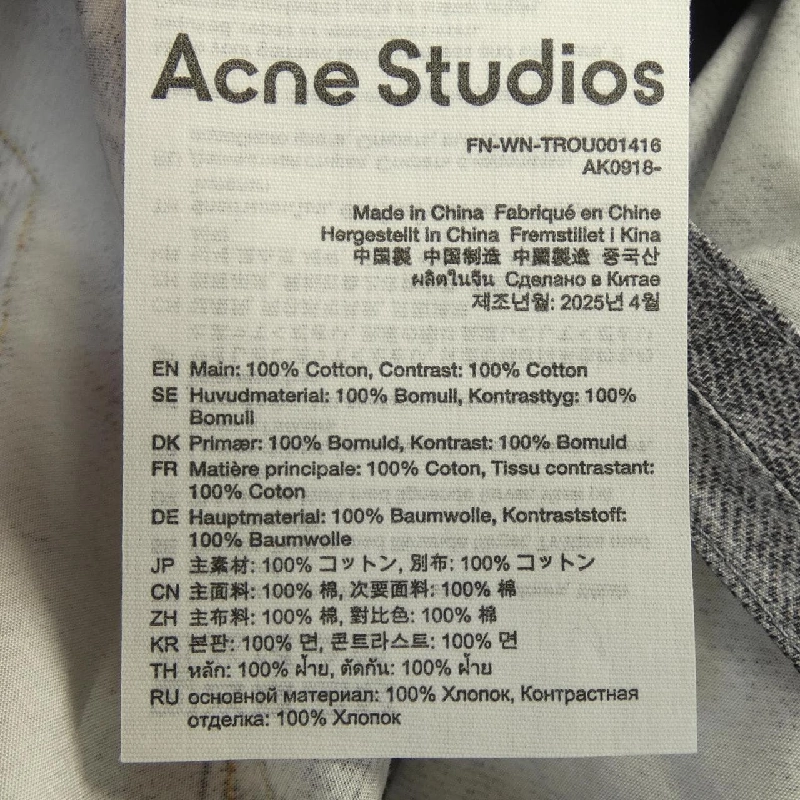 Acne Studios
FN-WN-TROU001416
AK0918-
Made in China Fabriqué en Chine
Hergestellt in China Fremstillet i Kina
中国製 中国制造 中國製造 중국산
ผลิตในจีน Сделано в Китае
제조년월: 2025년 4월
EN Main: 100% Cotton, Contrast: 100% Cotton
SE Huvudmaterial: 100% Bomull, Kontrasttyg: 100%
Bomull
DK Primær: 100% Bomuld, Kontrast: 100% Bomuld
FR Matière principale: 100% Coton, Tissu contrastant:
100% Coton
DE Hauptmaterial: 100% Baumwolle, Kontraststoff:
100% Baumwolle
JP 主素材: 100% コットン, 別布: 100% コットン
CN 主面料: 100% 棉, 次要面料: 100% 棉
ZH 主布料: 100% 棉, 對比色: 100% 棉
KR 본판: 100% 면, 콘트라스트: 100% 면
TH หลัก: 100% ฝ้าย, ตัดกัน: 100% ฝ้าย
RU основной материал: 100% Хлопок, Контрастная
отделка: 100% Хлопок